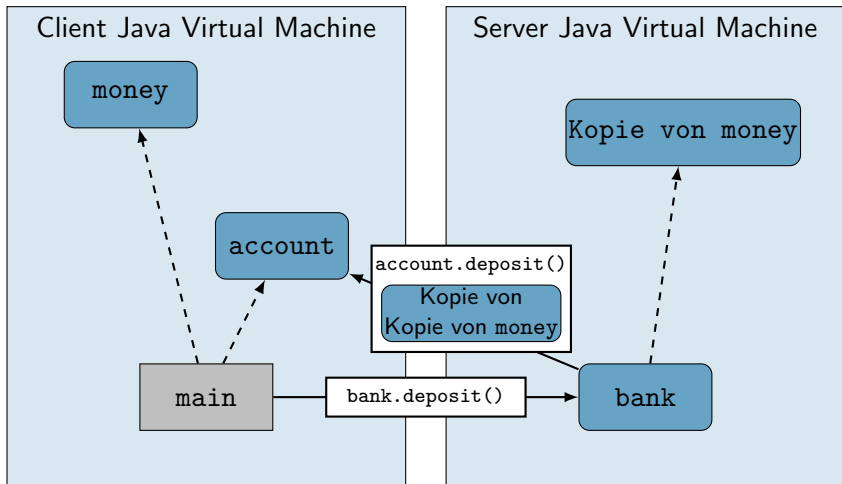 Client Java Virtual Machine
Server Java Virtual Machine
money
Kopie von money
account
account.deposit()
Kopie von
Kopie von money
main
bank.deposit()
bank